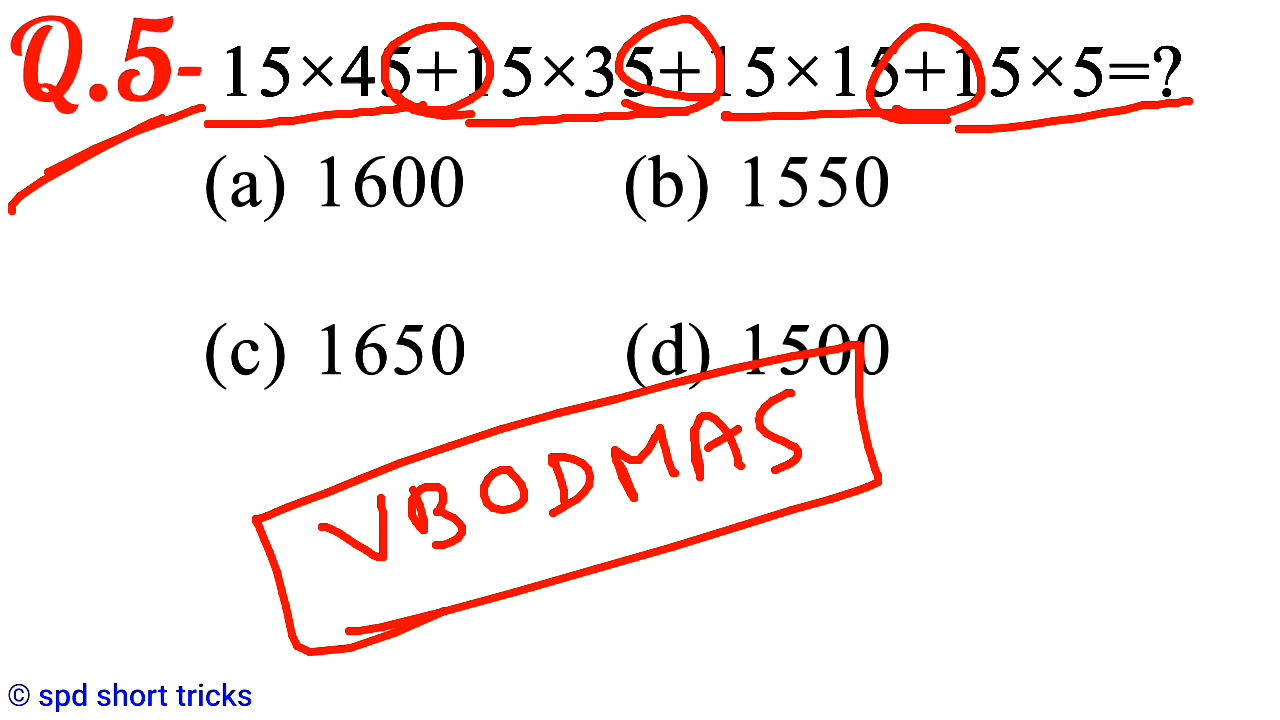 Q.5- 15×45+15×35+15×15+15×5=?
(a) 1600 (b) 1550
(c) 1650 (d) 1500
VBODMAS
© spd short tricks